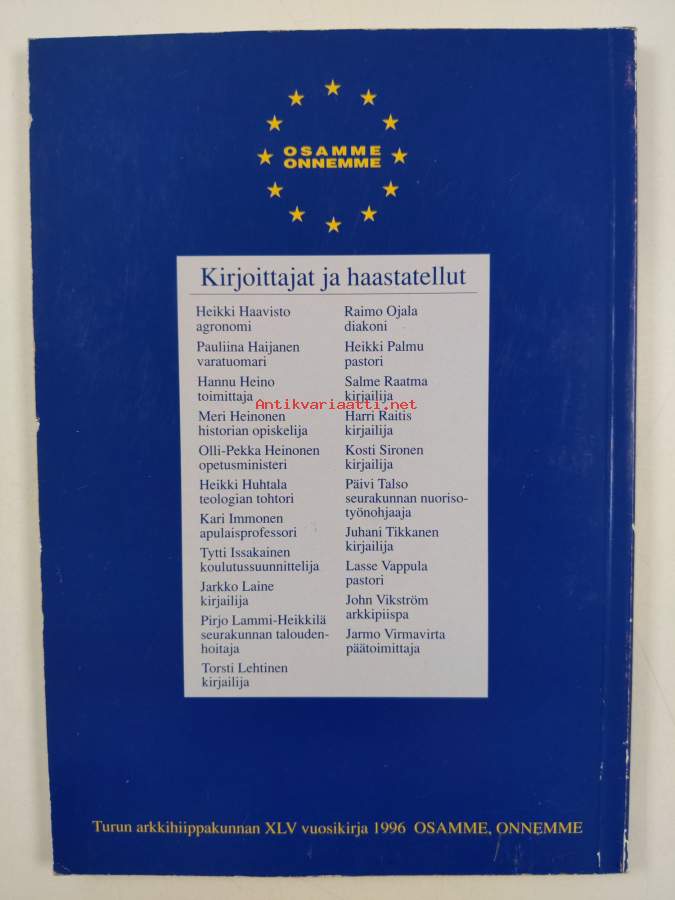 OSAMME
ONNEMME
Kirjoittajat ja haastatellut
Heikki Haavisto
agronomi
Pauliina Haijanen
varatuomari
Hannu Heino
toimittaja
Meri Heinonen
historian opiskelija
Olli-Pekka Heinonen
opetusministeri
Heikki Huhtala
teologian tohtori
Kari Immonen
apulaisprofessori
Tytti Issakainen
koulutussuunnittelija
Jarkko Laine
kirjailija
Pirjo Lammi-Heikkilä
seurakunnan talouden-
hoitaja
Torsti Lehtinen
kirjailija
Raimo Ojala
diakoni
Heikki Palmu
pastori
Salme Raatma
kirjailija
Harri Raitis
kirjailija
Kosti Sironen
kirjailija
Päivi Talso
seurakunnan nuoriso-
työnohjaaja
Juhani Tikkanen
kirjailija
Lasse Vappula
pastori
John Vikström
arkkipiispa
Jarmo Virmavirta
päätoimittaja
Antikvariaatti.net
Turun arkkihiippakunnan XLV vuosikirja 1996 OSAMME, ONNEMME